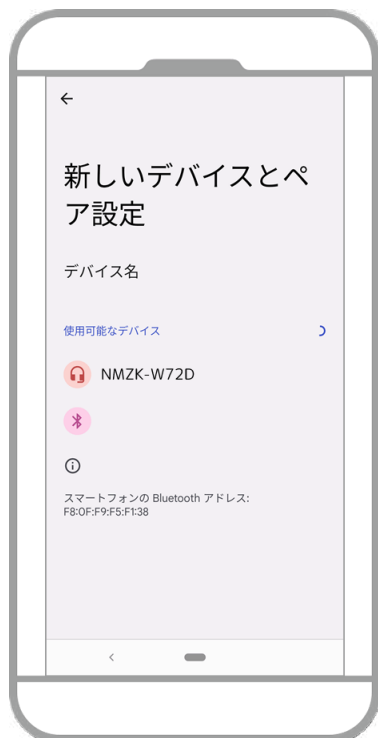 新しいデバイスとペ
ア設定
デバイス名
使用可能なデバイス
NMZK-W72D
スマートフォンの Bluetooth アドレス:
F8:0F:F9:F5:F1:38